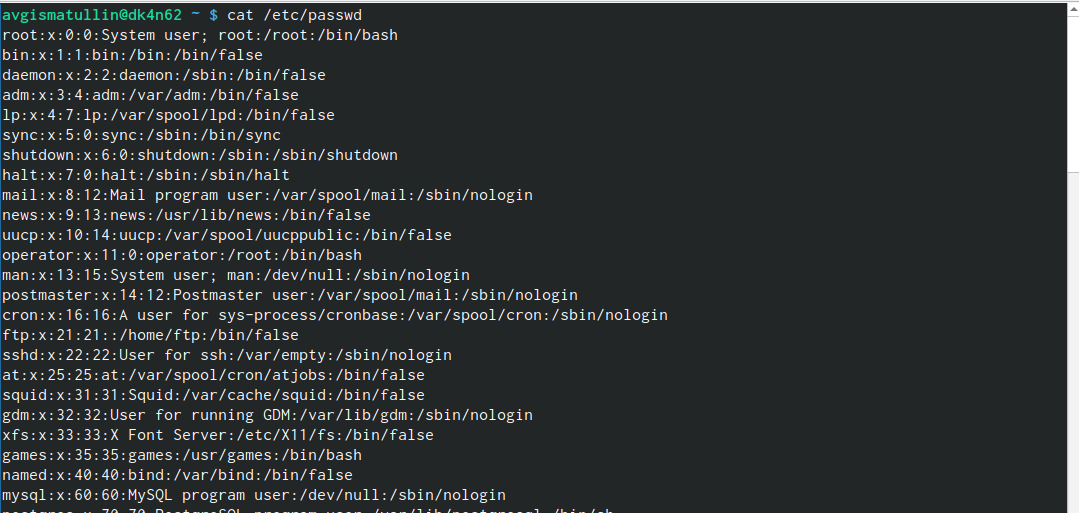 avgismatullin@dk4n62 ~ $ cat /etc/passwd
root:x:0:0:System user; root:/root:/bin/bash
bin:x:1:1:bin:/bin:/bin/false
daemon:x:2:2:daemon:/sbin:/bin/false
adm:x:3:4:adm:/var/adm:/bin/false
lp:x:4:7:lp:/var/spool/lpd:/bin/false
sync:x:5:0:sync:/sbin:/bin/sync
shutdown:x:6:0:shutdown:/sbin:/sbin/shutdown
halt:x:7:0:halt:/sbin:/sbin/halt
mail:x:8:12:Mail program user:/var/spool/mail:/sbin/nologin
news:x:9:13:news:/usr/lib/news:/bin/false
uucp:x:10:14:uucp:/var/spool/uucppublic:/bin/false
operator:x:11:0:operator:/root:/bin/bash
man:x:13:15:System user; man:/dev/null:/sbin/nologin
postmaster:x:14:12:Postmaster user:/var/spool/mail:/sbin/nologin
cron:x:16:16:A user for sys-process/cronbase:/var/spool/cron:/sbin/nologin
ftp:x:21:21::/home/ftp:/bin/false
sshd:x:22:22:User for ssh:/var/empty:/sbin/nologin
at:x:25:25:at:/var/spool/cron/atjobs:/bin/false
squid:x:31:31:Squid:/var/cache/squid:/bin/false
gdm:x:32:32:User for running GDM:/var/lib/gdm:/sbin/nologin
xfs:x:33:33:X Font Server:/etc/X11/fs:/bin/false
games:x:35:35:games:/usr/games:/bin/bash
named:x:40:40:bind:/var/bind:/bin/false
mysql:x:60:60:MySQL program user:/dev/null:/sbin/nologin